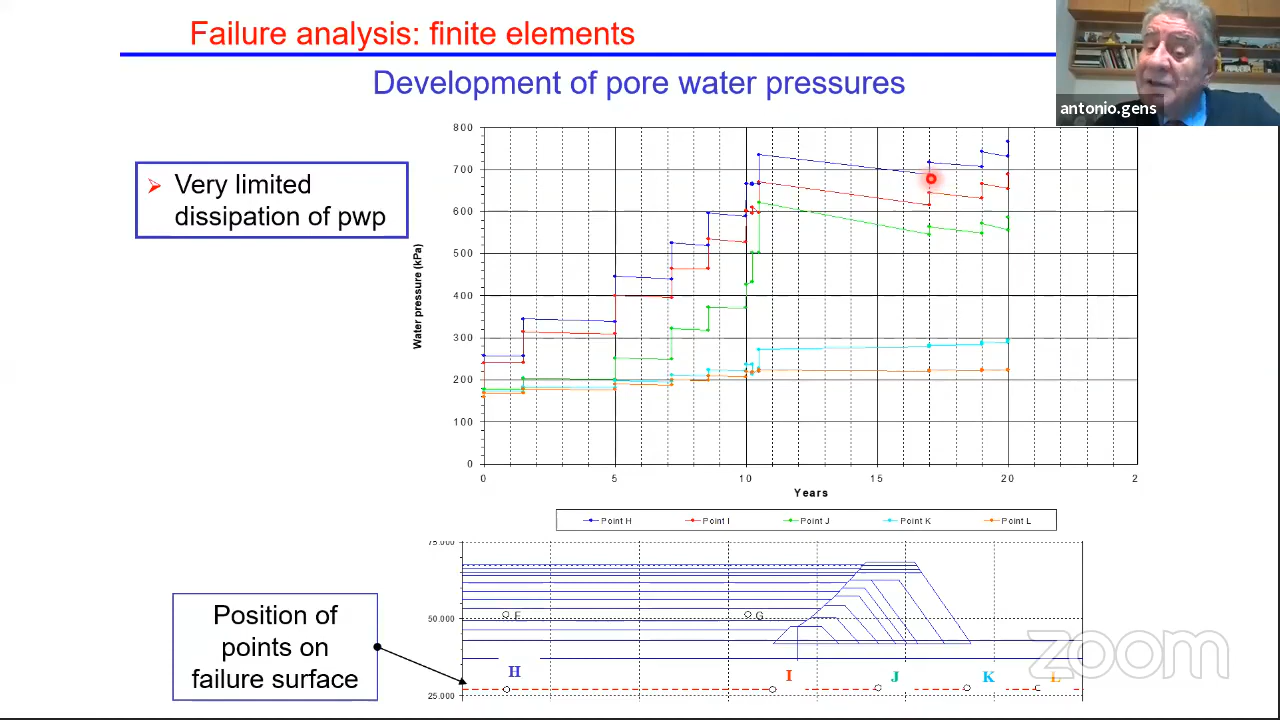 Failure analysis: finite elements
Development of pore water pressures
antonio.gens
Very limited
dissipation of pwp
Water pressure (kPa)
800
700
600
500
400
300
200
100
0
0 5 10 15 20 2
Years
Point H Point I Point J Point K Point L
75.000
50.000
25.000
F G
H I J K L
Position of
points on
failure surface
zoom